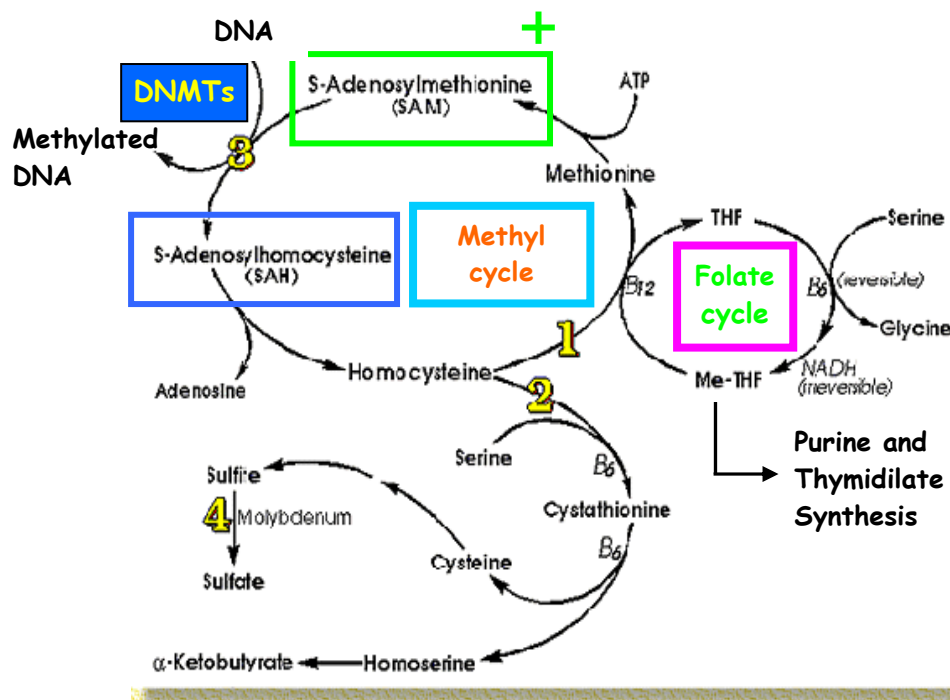 DNA
+
DNMTs
S-Adenosylmethionine
(SAM)
ATP
Methylated
DNA
3
Methionine
S-Adenosylhomocysteine
(SAH)
Methyl
cycle
THF
Serine
B12
Folate
cycle
B6
(reversible)
Glycine
1
Adenosine
Homocysteine
2
Me-THF
NADH
(irreversible)
Serine
B6
Purine and
Thymidilate
Synthesis
Sulfite
4
Molybdenum
Cystathionine
B6
Cysteine
Sulfate
α-Ketobutyrate
Homoserine